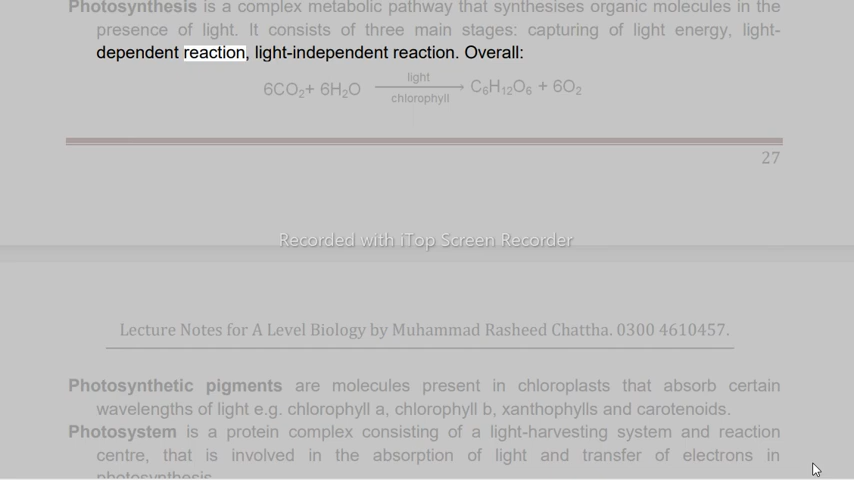 Photosynthesis is a complex metabolic pathway that synthesises organic molecules in the
presence of light. It consists of three main stages: capturing of light energy, light-
dependent reaction, light-independent reaction. Overall:
6CO₂+ 6H₂O light chlorophyll C₆H₁₂O₆ + 6O₂
27
Recorded with iTop Screen Recorder
Lecture Notes for A Level Biology by Muhammad Rasheed Chattha. 0300 4610457.
Photosynthetic pigments are molecules present in chloroplasts that absorb certain
wavelengths of light e.g. chlorophyll a, chlorophyll b, xanthophylls and carotenoids.
Photosystem is a protein complex consisting of a light-harvesting system and reaction
centre, that is involved in the absorption of light and transfer of electrons in
photosynthesis.